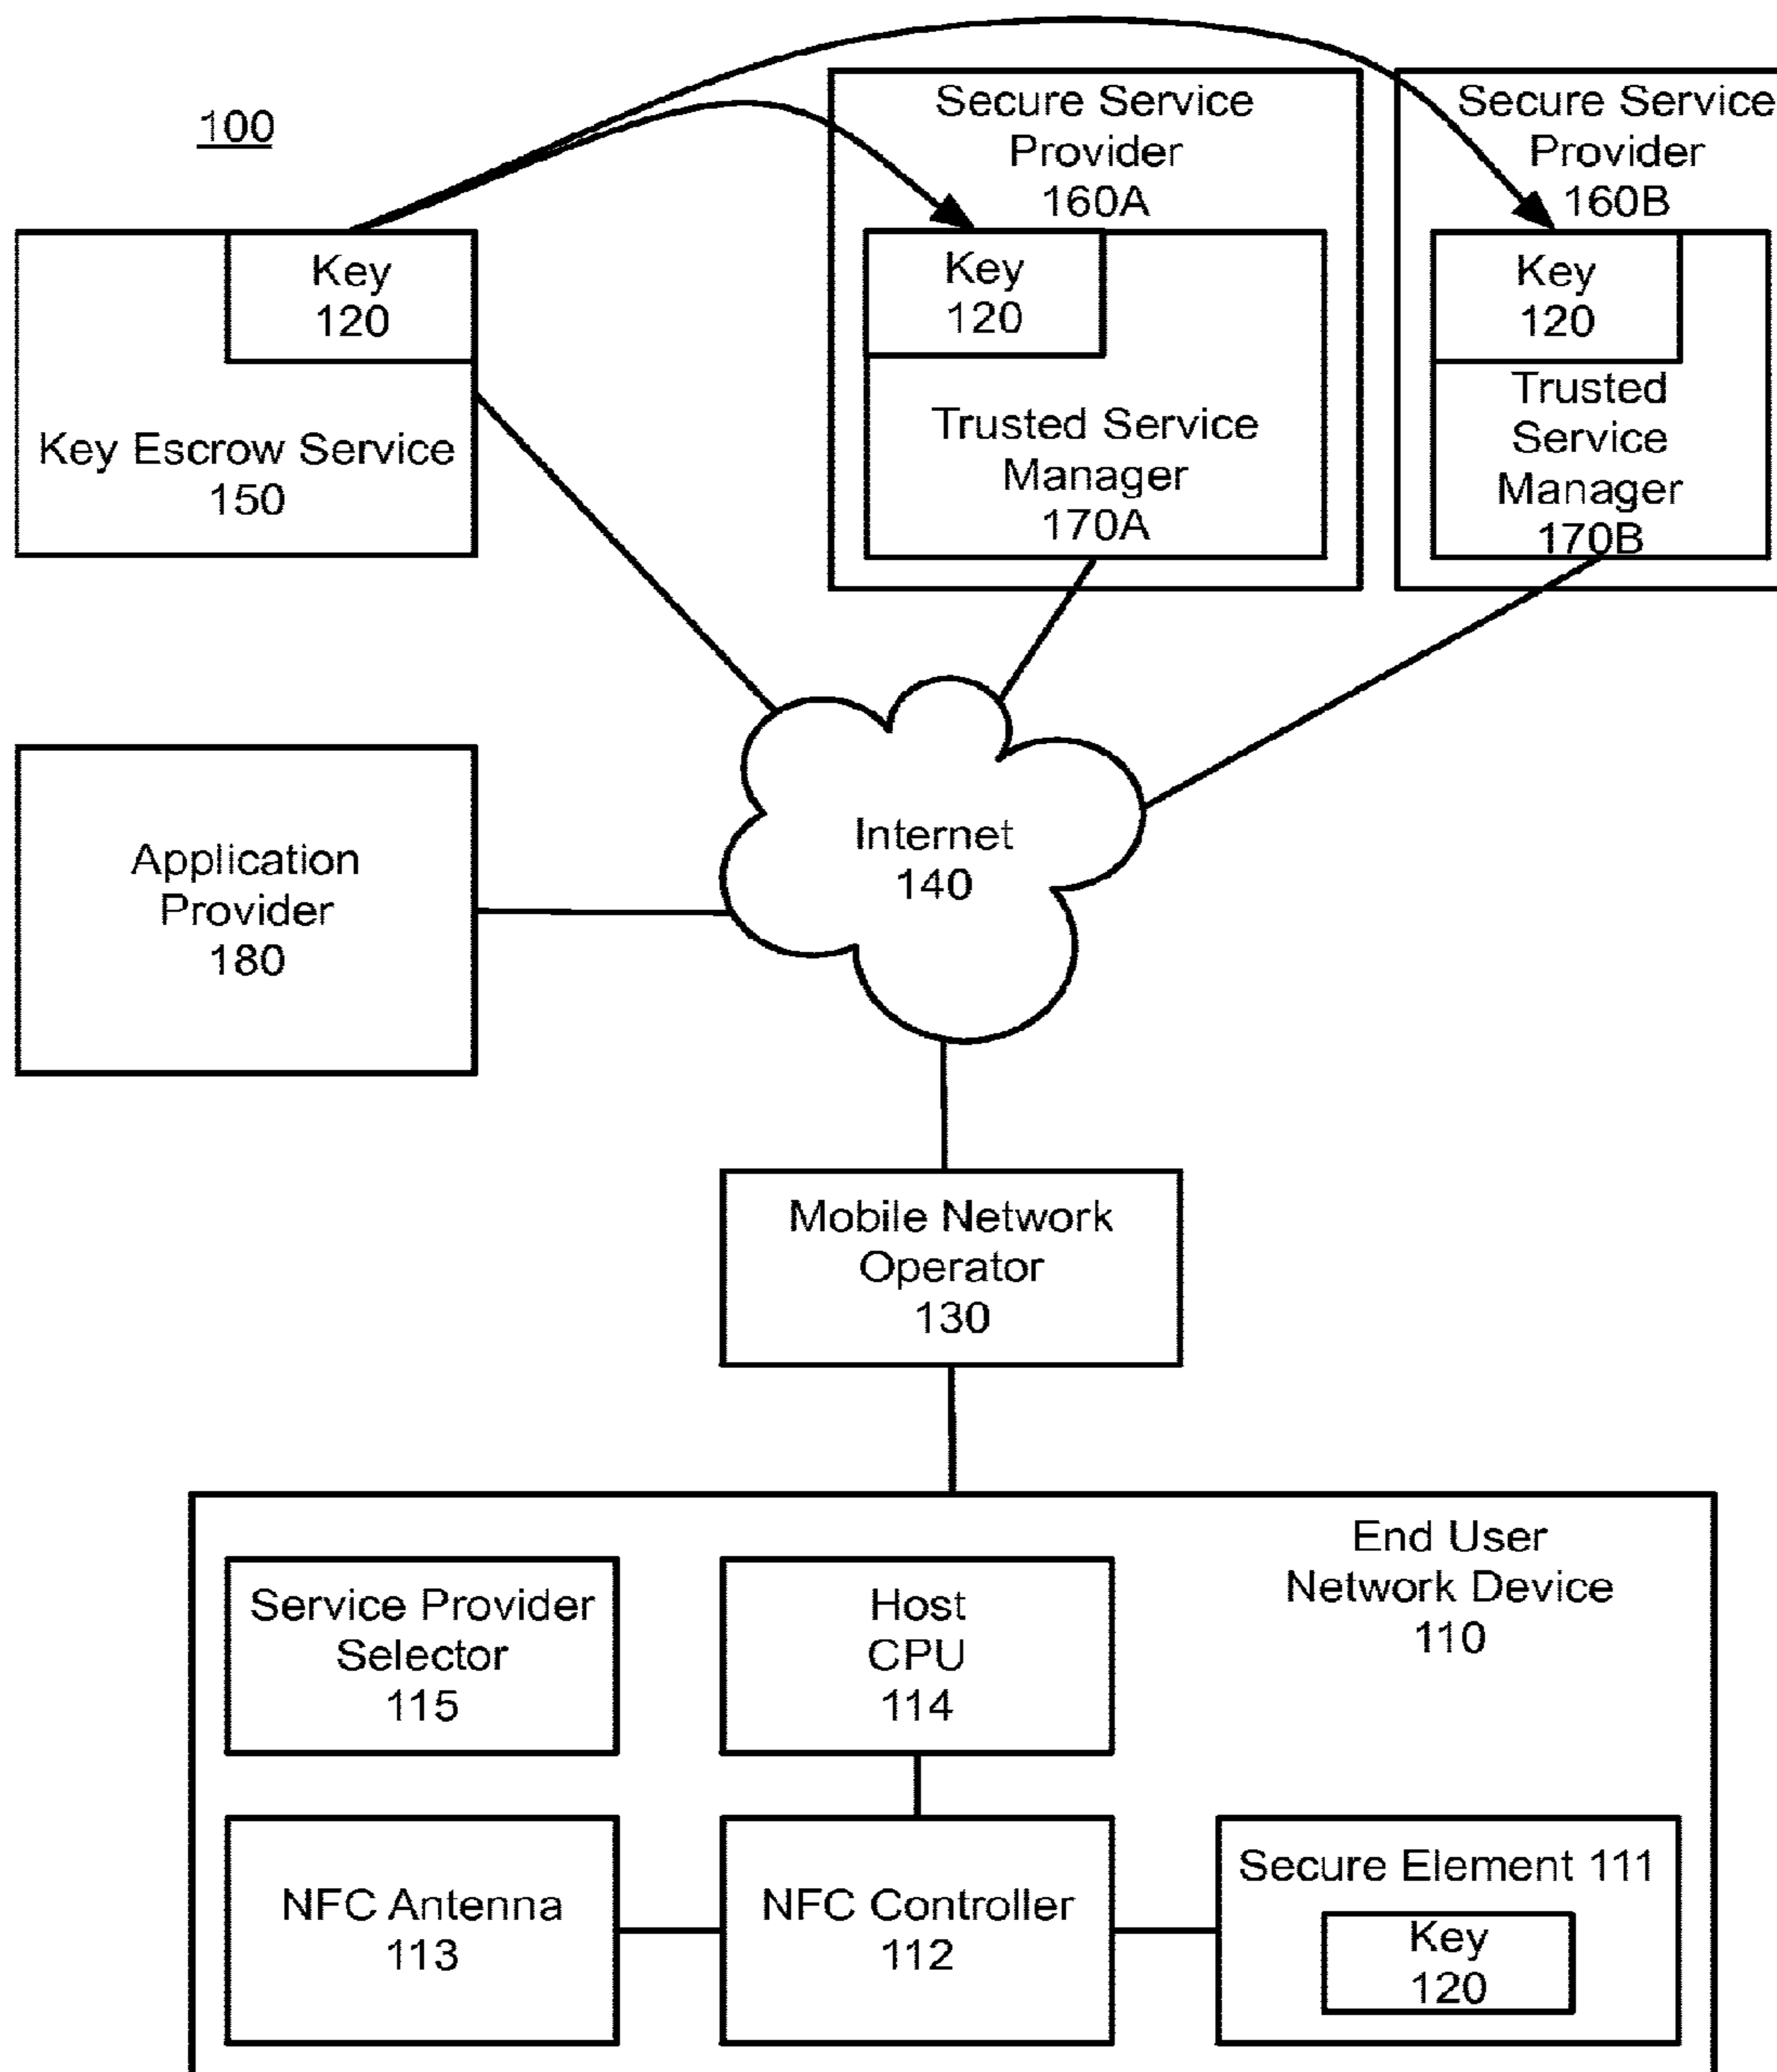 100
Secure Service
Provider
160A
Secure Service
Provider
160B
Key
120
Key Escrow Service
150
Key
120
Trusted Service
Manager
170A
Key
120
Trusted
Service
Manager
170B
Application
Provider
180
Internet
140
Mobile Network
Operator
130
End User
Network Device
110
Service Provider
Selector
115
Host
CPU
114
NFC Antenna
113
NFC Controller
112
Secure Element 111
Key
120